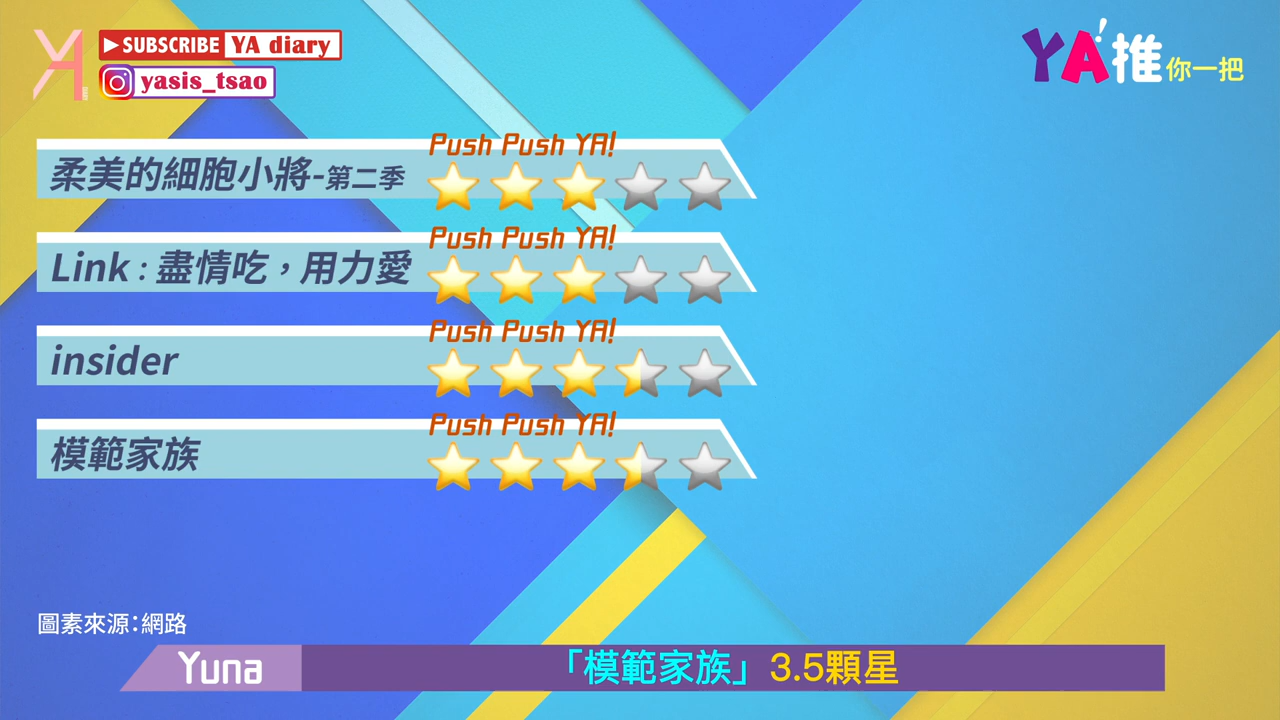 SUBSCRIBE YA diary
yasis_tsao
YA!推你一把
Push Push YA!
柔美的細胞小將-第二季
Push Push YA!
Link:盡情吃,用力愛
Push Push YA!
insider
Push Push YA!
模範家族
圖素來源:網路
Yuna
「模範家族」3.5顆星